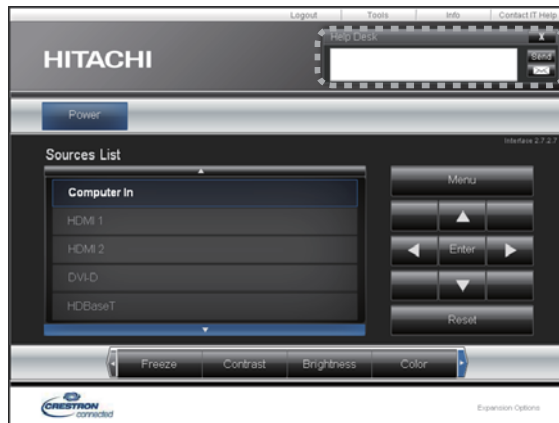 Logout Tools Info Contact IT Help
Help Desk X
HITACHI
Send
Power
Interface 2.7.2.7
Sources List
Menu
Computer In
HDMI 1
HDMI 2
Enter
DVI-D
HDBaseT
Reset
Freeze Contrast Brightness Color
CRESTRON
connected
Expansion Options